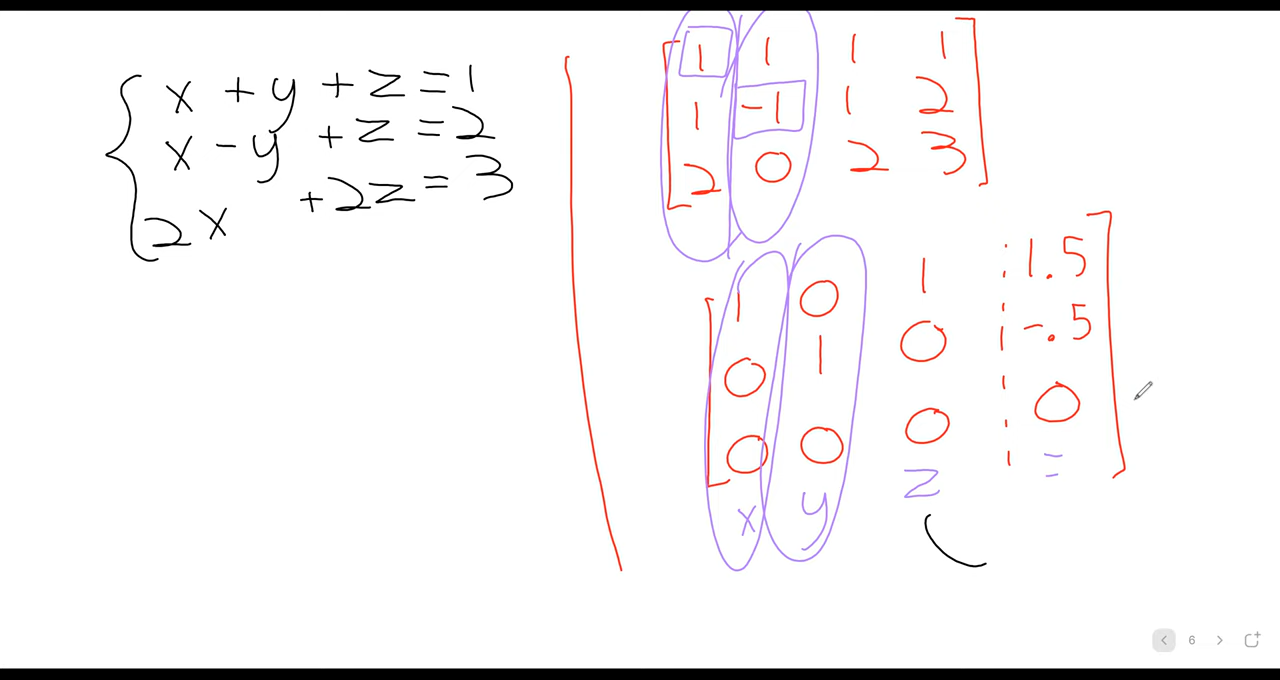 x + y + z = 1
x - y + z = 2
2x + 2z = 3
1 1 1 1
1 -1 1 2
2 0 2 3
1 0 1 1.5
0 1 0 -.5
0 0 0 0
x y z =
6